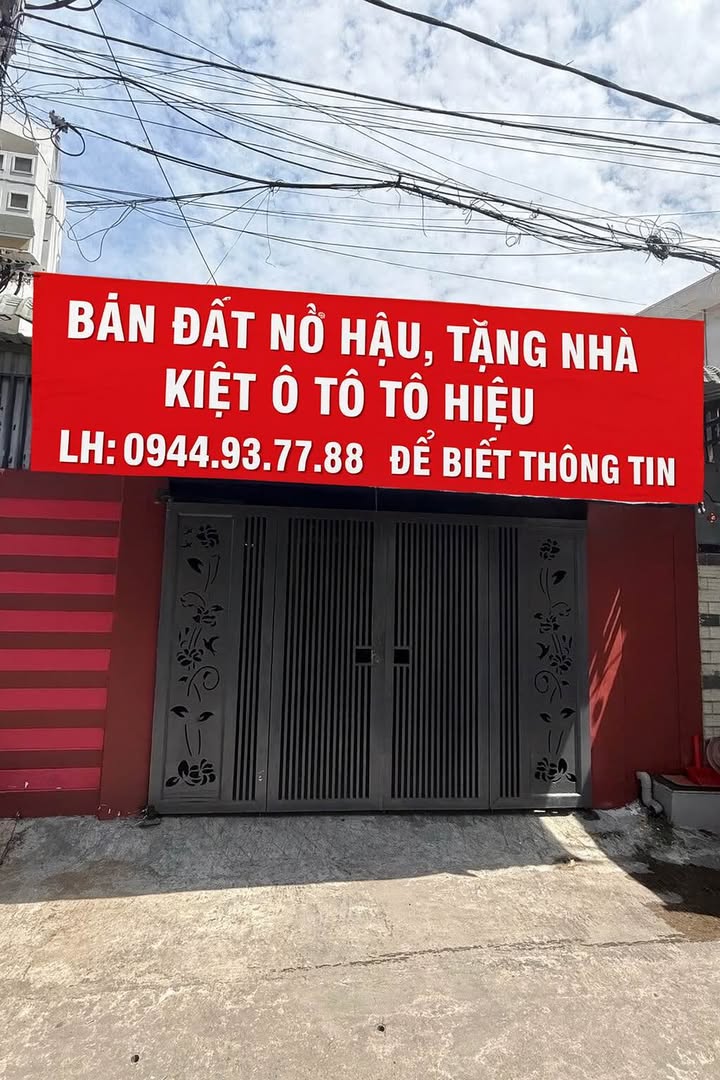 BÁN ĐẤT NỞ HẬU, TẶNG NHÀ
KIỆT Ô TÔ TÔ HIỆU
LH: 0944.93.77.88 ĐỂ BIẾT THÔNG TIN